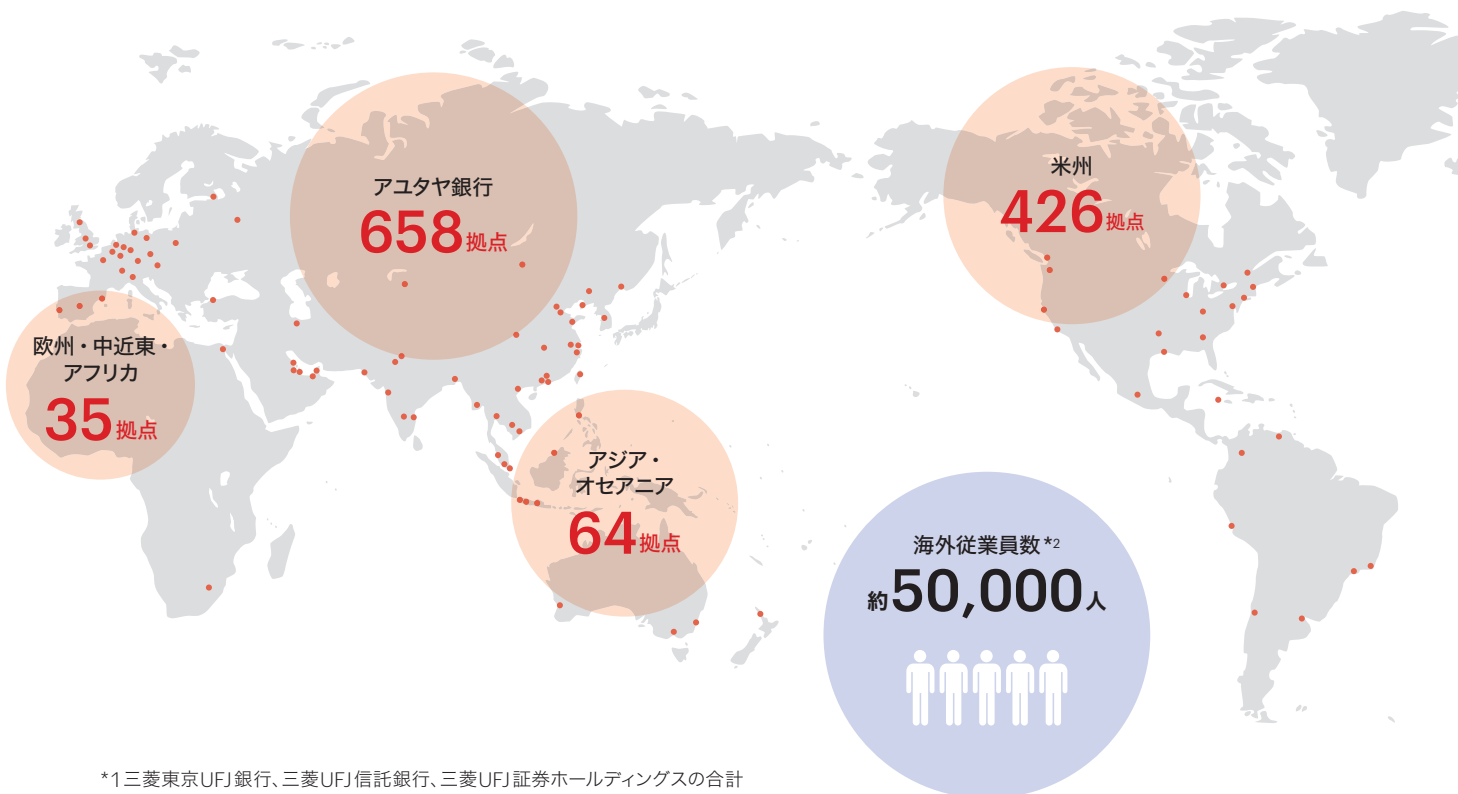 アユタヤ銀行
658拠点
米州
426拠点
欧州・中近東・
アフリカ
35拠点
アジア・
オセアニア
64拠点
海外従業員数*2
約50,000人
*1三菱東京UFJ銀行、三菱UFJ信託銀行、三菱UFJ証券ホールディングスの合計